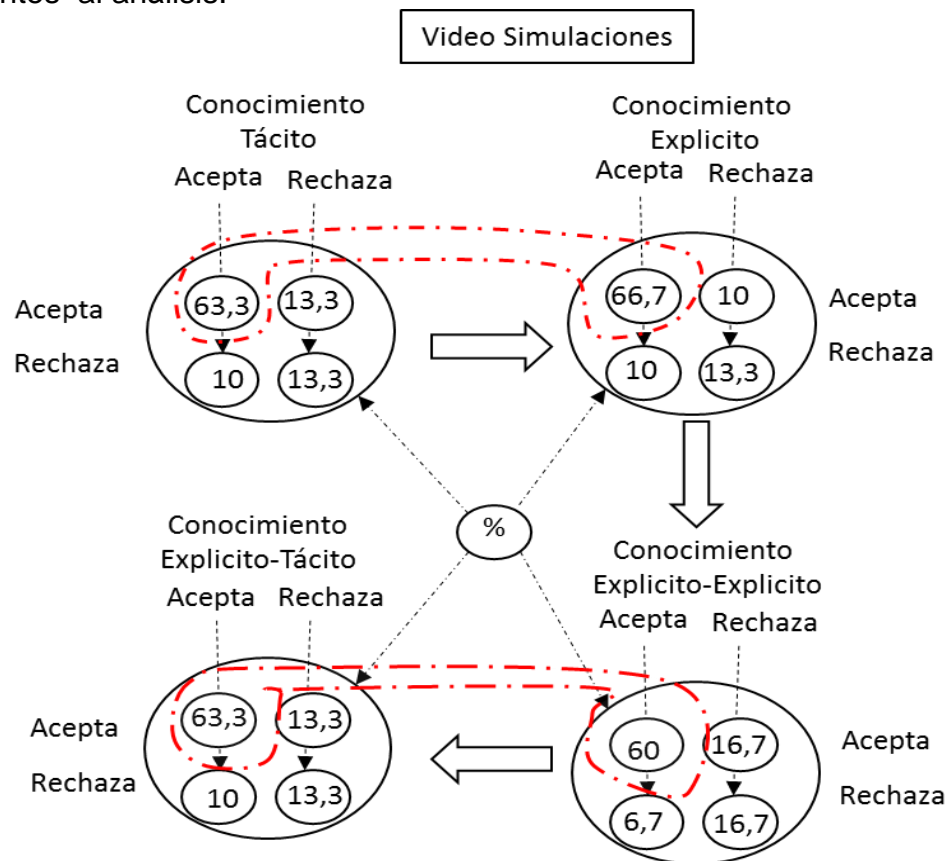 al análisis.
Video Simulaciones
Conocimiento
Tácito
Acepta Rechaza
Conocimiento
Explicito
Acepta Rechaza
Acepta
Rechaza
63,3 13,3
10 13,3
66,7 10
10 13,3
Acepta
Rechaza
%
Conocimiento
Explicito-Tácito
Acepta Rechaza
Conocimiento
Explicito-Explicito
Acepta Rechaza
Acepta
Rechaza
63,3 13,3
10 13,3
60 16,7
6,7 16,7
Acepta
Rechaza